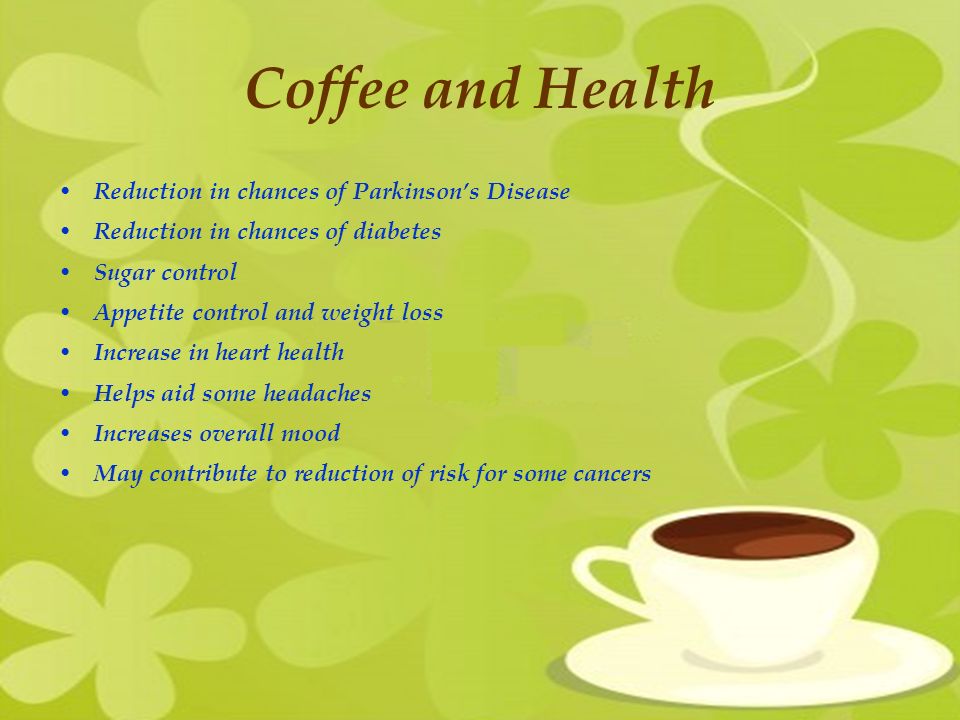 Coffee and Health
• Reduction in chances of Parkinson's Disease
• Reduction in chances of diabetes
• Sugar control
• Appetite control and weight loss
• Increase in heart health
• Helps aid some headaches
• Increases overall mood
• May contribute to reduction of risk for some cancers